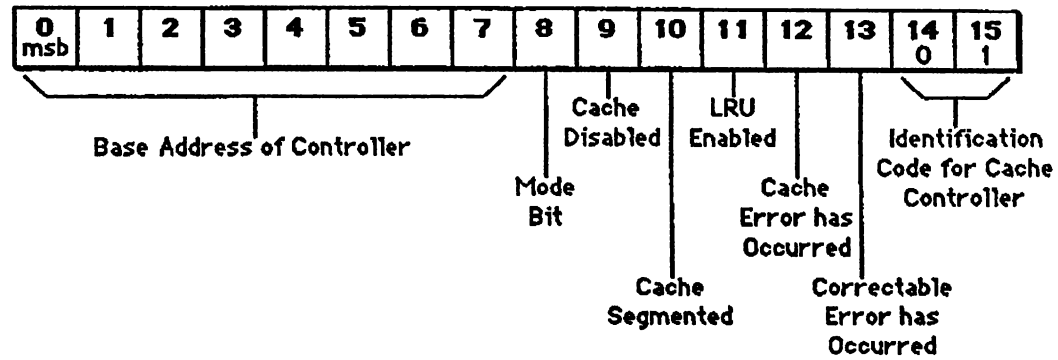 0 1 2 3 4 5 6 7 8 9 10 11 12 13 14 15
msb 0 1
Base Address of Controller
Mode
Bit
Cache
Disabled
Cache
Segmented
LRU
Enabled
Cache
Error has
Occurred
Correctable
Error has
Occurred
Identification
Code for Cache
Controller